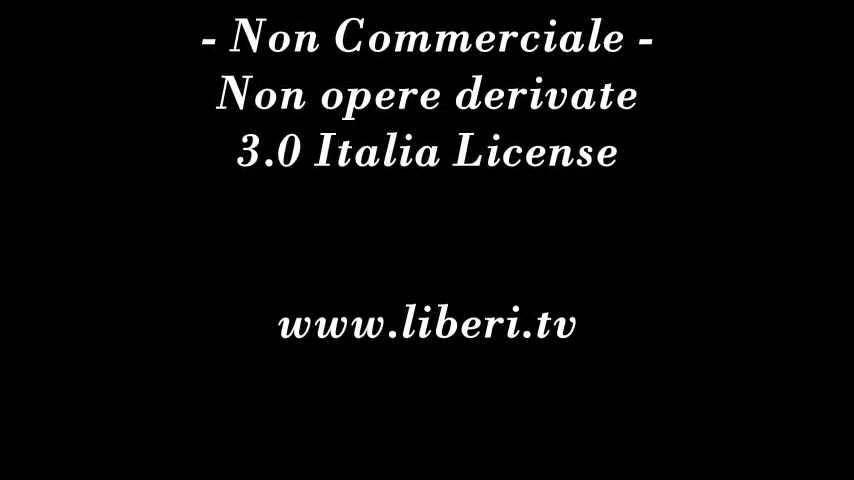 - Non Commerciale -
Non opere derivate
3.0 Italia License
www.liberi.tv